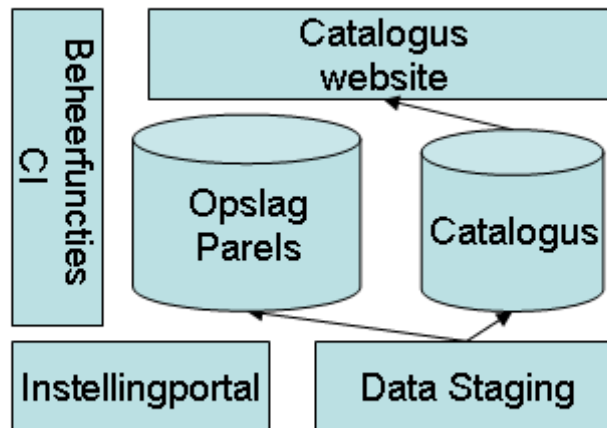 Beheerfuncties
CI
Catalogus
website
Opslag
Parels
Catalogus
Instellingportal
Data Staging